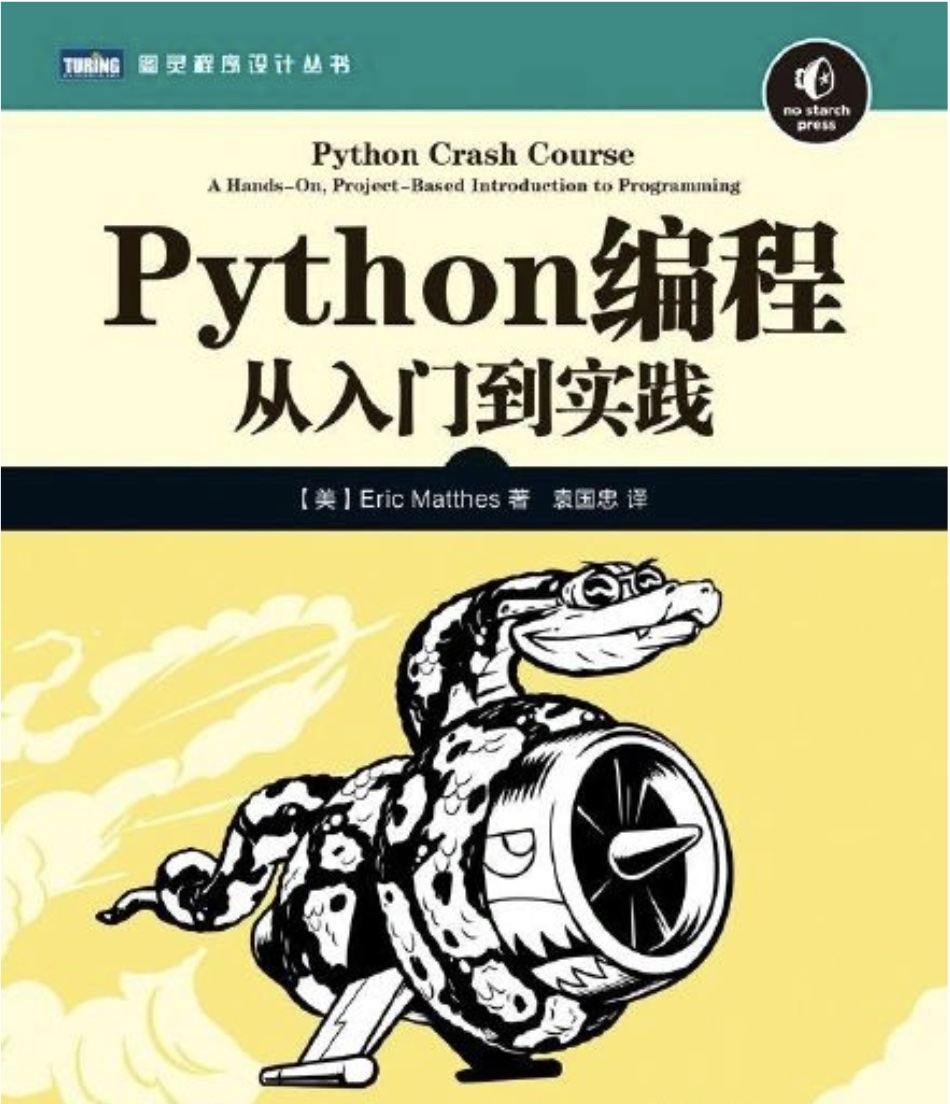 TURING 图灵程序设计丛书
no starch
press
Python Crash Course
A Hands-On, Project-Based Introduction to Programming
Python编程
从入门到实践
【美】Eric Matthes 著 袁国忠 译